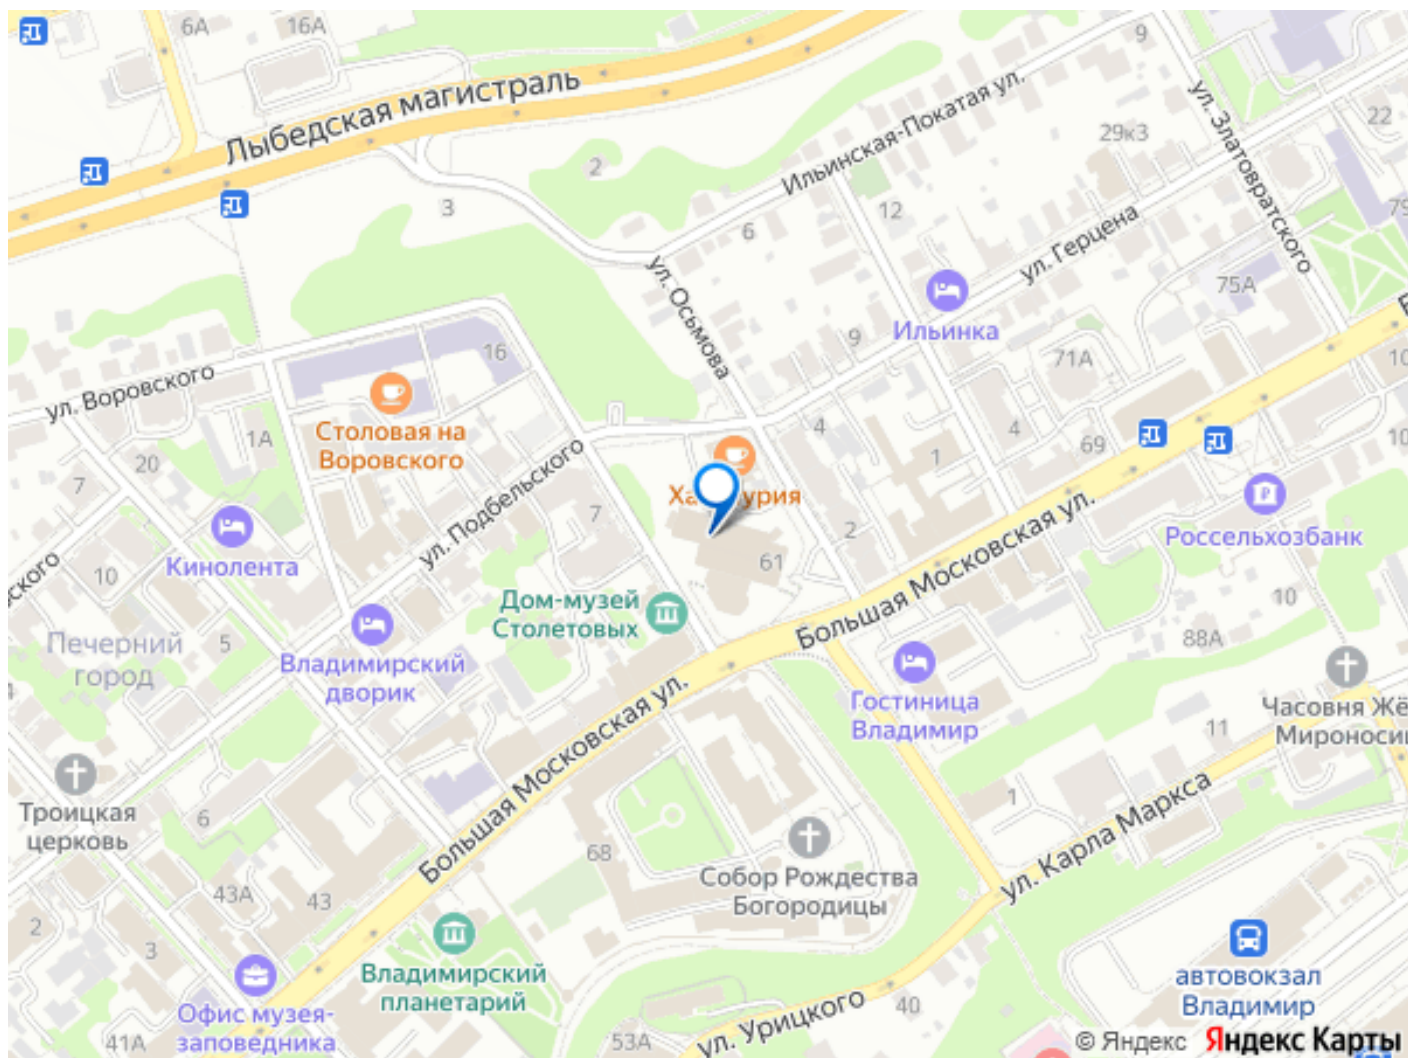 6А
16А
9
Лыбедская магистраль
Ильинская-Покатая ул.
ул. Златовратского
29к3
22
2
3
12
6
ул. Герцена
79
75А
ул. Осьмова
Ильинка
9
16
71А
10
ул. Воровского
Столовая на
Воровского
1А
4
4
69
1
10
20
7
ул. Подбельского
7
2
Большая Московская ул.
Россельхозбанк
Кинолента
10
61
Дом-музей
Столетовых
10
88А
Печерний
город
5
Владимирский
дворик
Гостиница
Владимир
Часовня
11
Большая Московская ул.
Троицкая
церковь
6
1
ул. Карла Маркса
68
Собор Рождества
Богородицы
43А
43
2
3
Владимирский
планетарий
автовокзал
Владимир
Офис музея-
заповедника
41А
53А
ул. Урицкого
40
© Яндекс Яндекс Карты